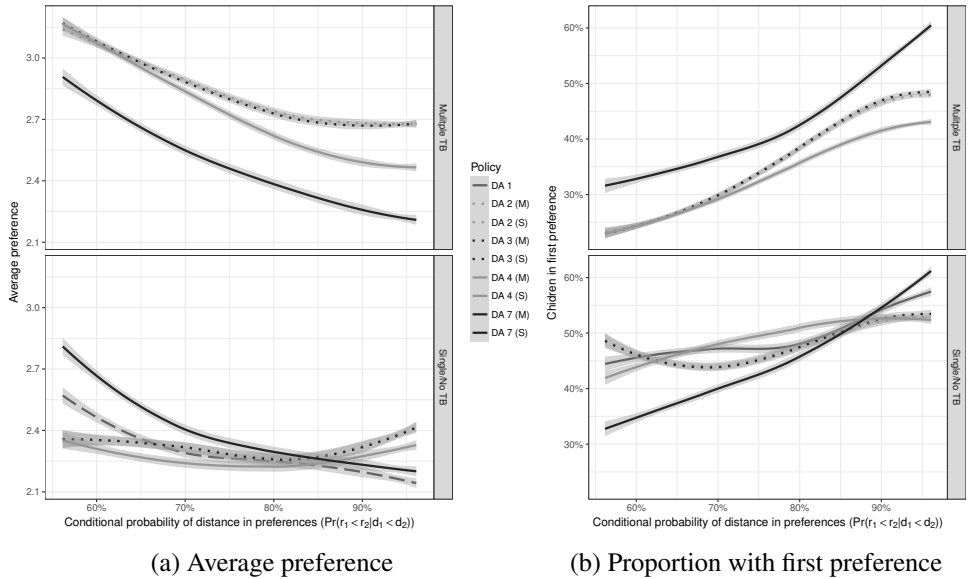 3.0
2.7
2.4
2.1
Multiple TB
3.0
2.7
2.4
2.1
Single/No TB
60%
70%
80%
90%
Average preference
Conditional probability of distance in preferences (Pr(r₁ < r₂|d₁ < d₂))
Policy
DA 1
DA 2 (M)
DA 2 (S)
DA 3 (M)
DA 3 (S)
DA 4 (M)
DA 4 (S)
DA 7 (M)
DA 7 (S)
60%
50%
40%
30%
Multiple TB
60%
50%
40%
30%
Single/No TB
60%
70%
80%
90%
Chidren in first preference
Conditional probability of distance in preferences (Pr(r₁ < r₂|d₁ < d₂))
(a) Average preference
(b) Proportion with first preference